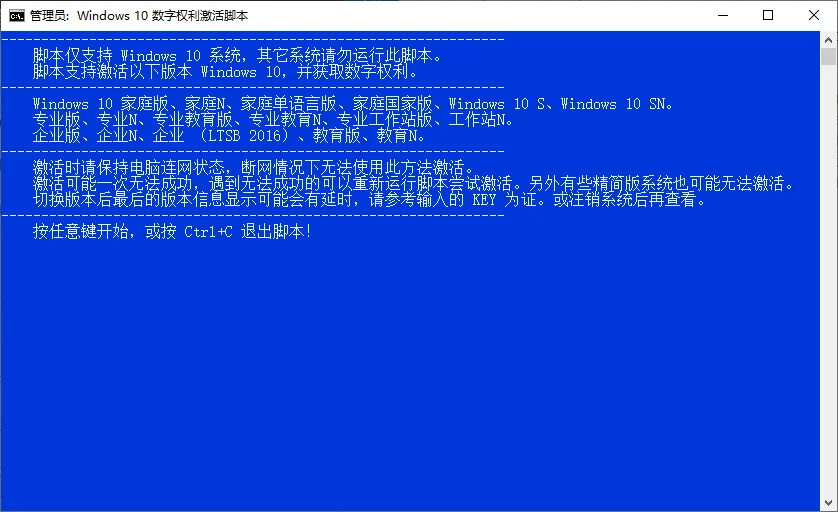 管理员: Windows 10 数字权利激活脚本
---------------------------------------------------------------
脚本仅支持 Windows 10 系统，其它系统请勿运行此脚本。
脚本支持激活以下版本 Windows 10，并获取数字权利。
---------------------------------------------------------------
Windows 10 家庭版、家庭N、家庭单语言版、家庭国家版、Windows 10 S、Windows 10 SN。
专业版、专业N、专业教育版、专业教育N、专业工作站版、工作站N。
企业版、企业N、企业 （LTSB 2016）、教育版、教育N。
---------------------------------------------------------------
激活时请保持电脑连网状态，断网情况下无法使用此方法激活。
激活可能一次无法成功，遇到无法成功的可以重新运行脚本尝试激活。另外有些精简版系统也可能无法激活。
切换版本后最后的版本信息显示可能会有延时，请参考输入的 KEY 为证。或注销系统后再查看。
---------------------------------------------------------------
按任意键开始，或按 Ctrl+C 退出脚本！